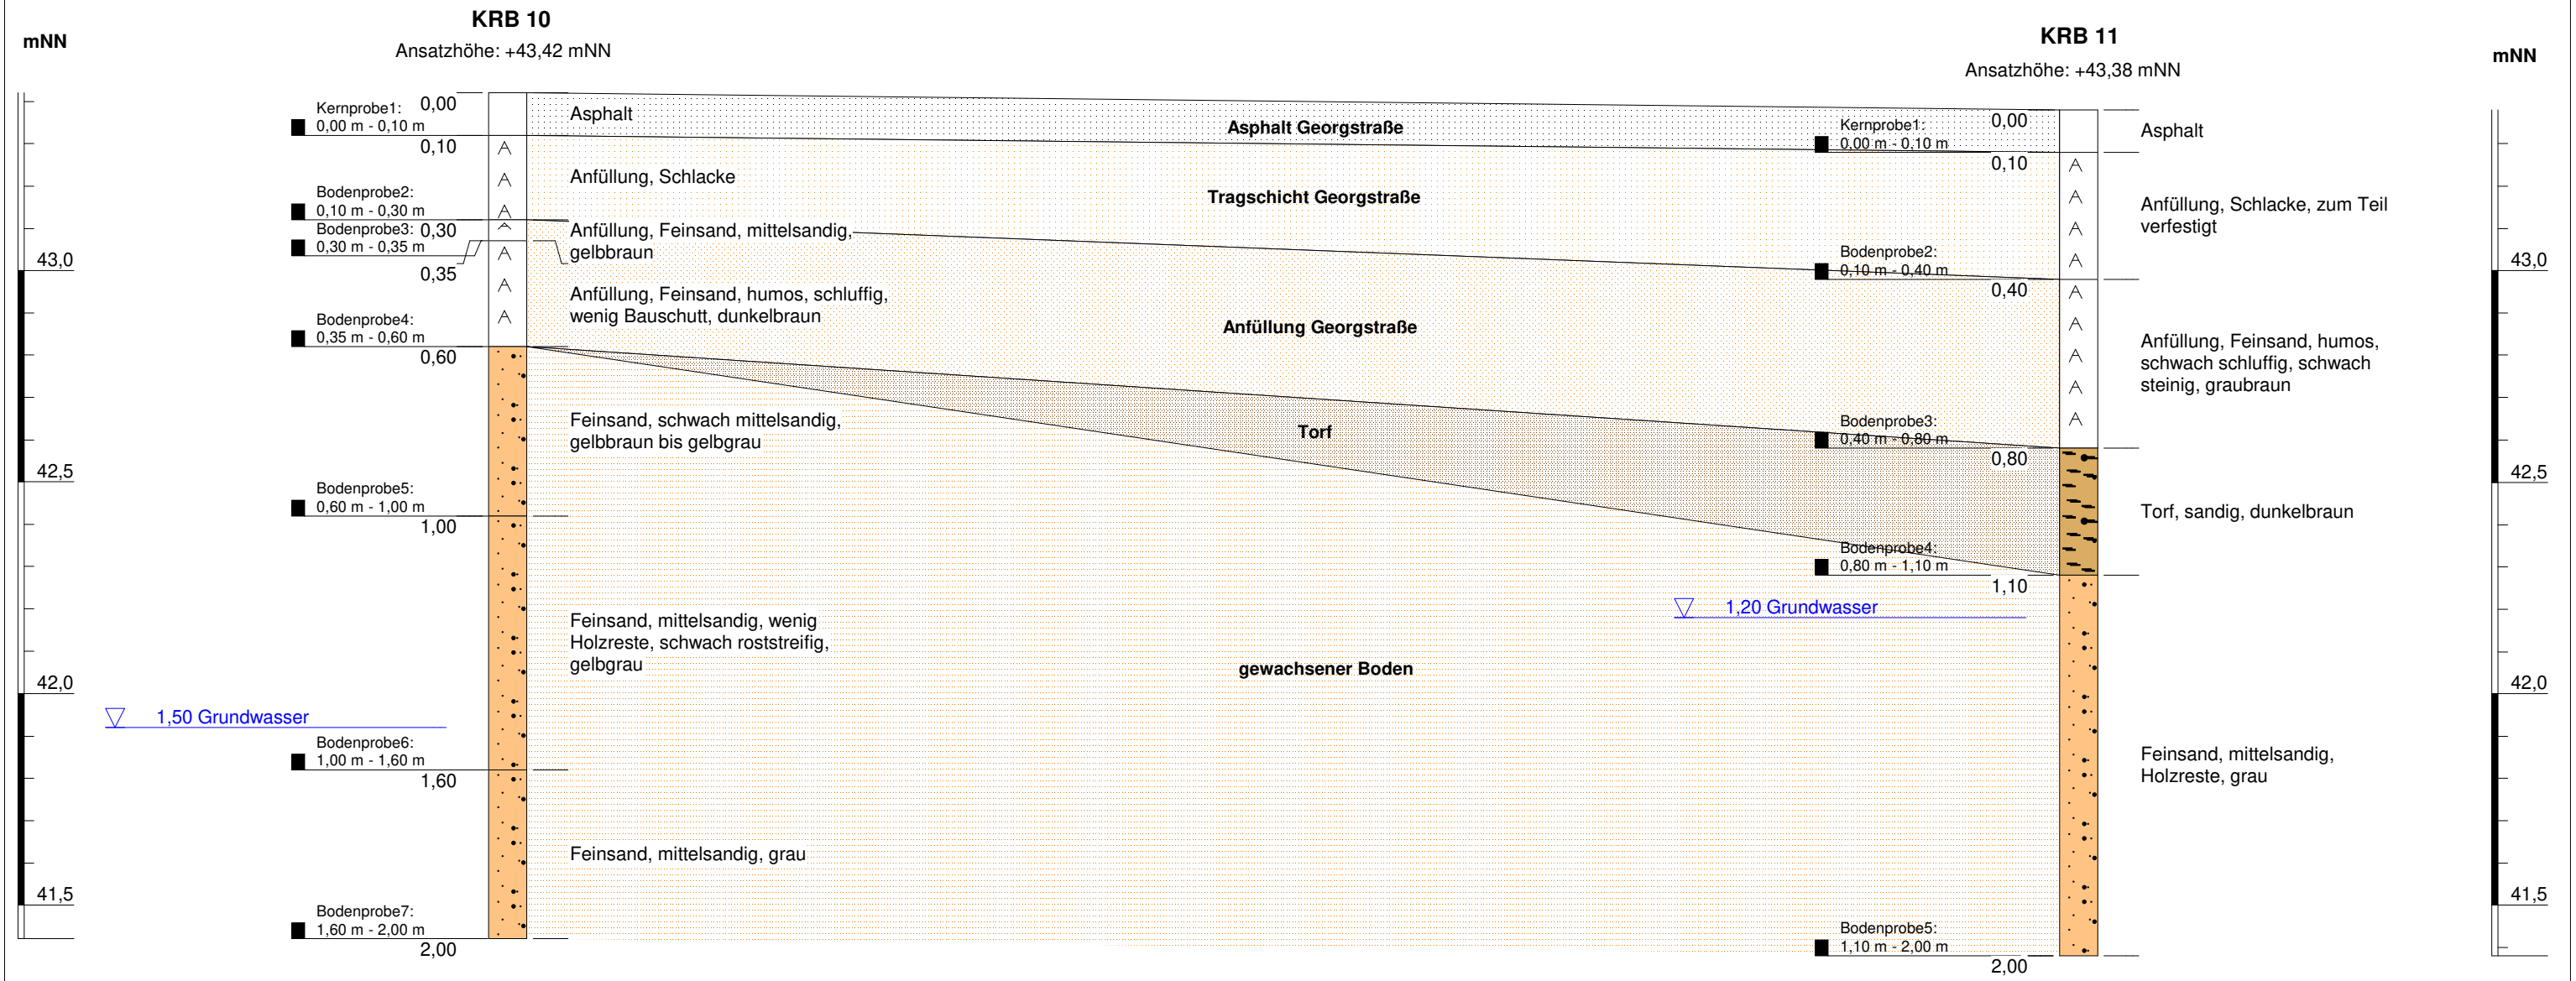 KRB 10
Ansatzhöhe: +43,42 mNN
mNN
Kernprobe1:
0,00 m - 0,10 m
0,00
0,10
Bodenprobe2:
0,10 m - 0,30 m
0,30
Bodenprobe3:
0,30 m - 0,35 m
0,35
Bodenprobe4:
0,35 m - 0,60 m
0,60
Bodenprobe5:
0,60 m - 1,00 m
1,00
1,50 Grundwasser
Bodenprobe6:
1,00 m - 1,60 m
1,60
Bodenprobe7:
1,60 m - 2,00 m
2,00
43,0
42,5
42,0
41,5
Asphalt
Anfüllung, Schlacke
Anfüllung, Feinsand, mittelsandig,
gelbbraun
Anfüllung, Feinsand, humos, schluffig,
wenig Bauschutt, dunkelbraun
Feinsand, schwach mittelsandig,
gelbbraun bis gelbgrau
Feinsand, mittelsandig, wenig
Holzreste, schwach roststreifig,
gelbgrau
Feinsand, mittelsandig, grau
Asphalt Georgstraße
Tragschicht Georgstraße
Anfüllung Georgstraße
Torf
gewachsener Boden
KRB 11
Ansatzhöhe: +43,38 mNN
mNN
Kernprobe1:
0,00 m - 0,10 m
0,00
0,10
Bodenprobe2:
0,10 m - 0,40 m
0,40
Bodenprobe3:
0,40 m - 0,80 m
0,80
Bodenprobe4:
0,80 m - 1,10 m
1,10
1,20 Grundwasser
Bodenprobe5:
1,10 m - 2,00 m
2,00
Asphalt
Anfüllung, Schlacke, zum Teil
verfestigt
Anfüllung, Feinsand, humos,
schwach schluffig, schwach
steinig, graubraun
Torf, sandig, dunkelbraun
Feinsand, mittelsandig,
Holzreste, grau
43,0
42,5
42,0
41,5